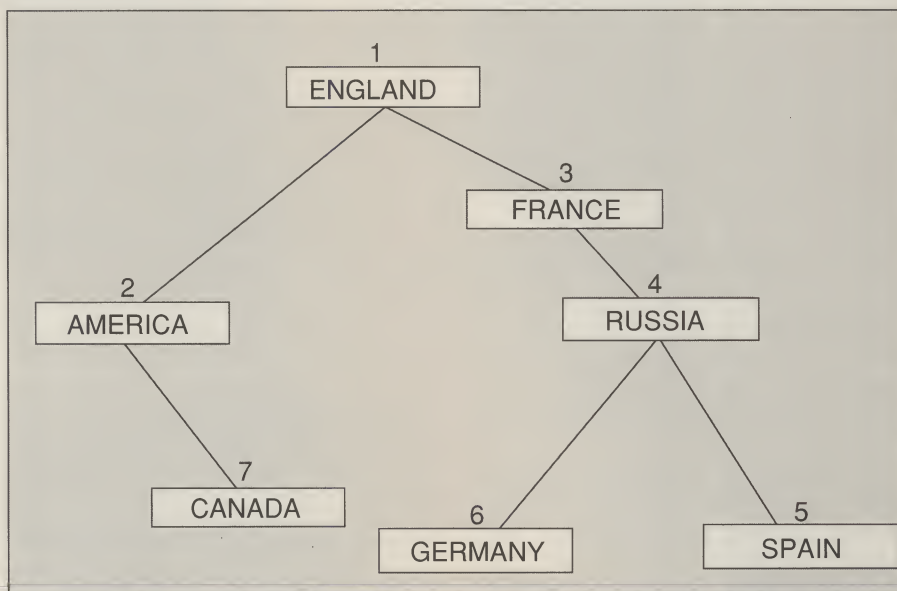 1
ENGLAND
3
FRANCE
2
AMERICA
4
RUSSIA
7
CANADA
6
GERMANY
5
SPAIN